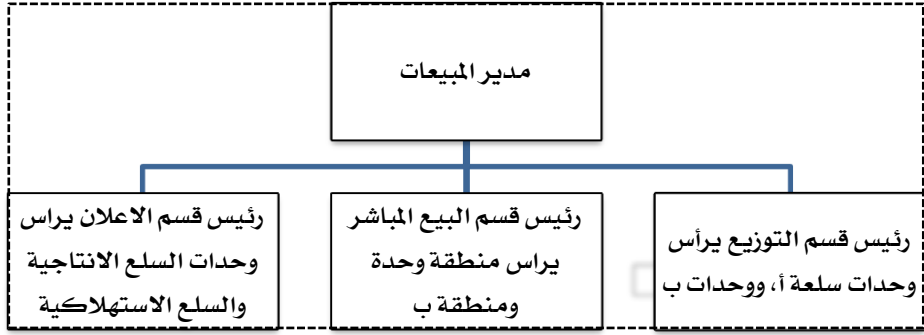 مدير المبيعات
رئيس قسم التوزيع يرأس
وحدات سلعة أ، ووحدات ب
رئيس قسم البيع المباشر
يراس منطقة وحدة
ومنطقة ب
رئيس قسم الاعلان يراس
وحدات السلع الانتاجية
والسلع الاستهلاكية